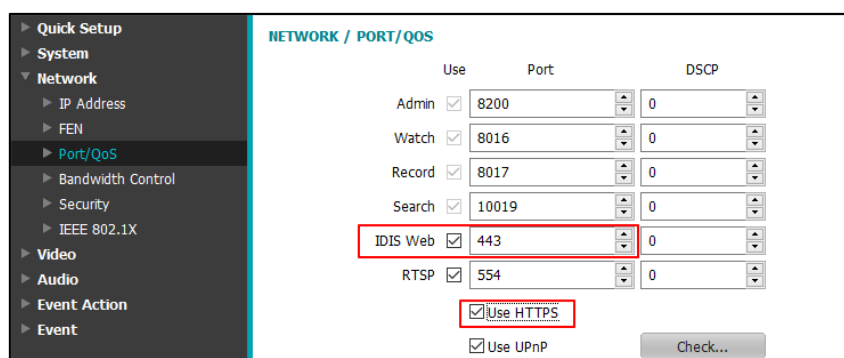 Quick Setup
System
Network
IP Address
FEN
Port/QoS
Bandwidth Control
Security
IEEE 802.1X
Video
Audio
Event Action
Event
NETWORK / PORT/QOS
Use Port DSCP
Admin 8200 0
Watch 8016 0
Record 8017 0
Search 10019 0
IDIS Web 443 0
RTSP 554 0
Use HTTPS
Use UPnP Check...